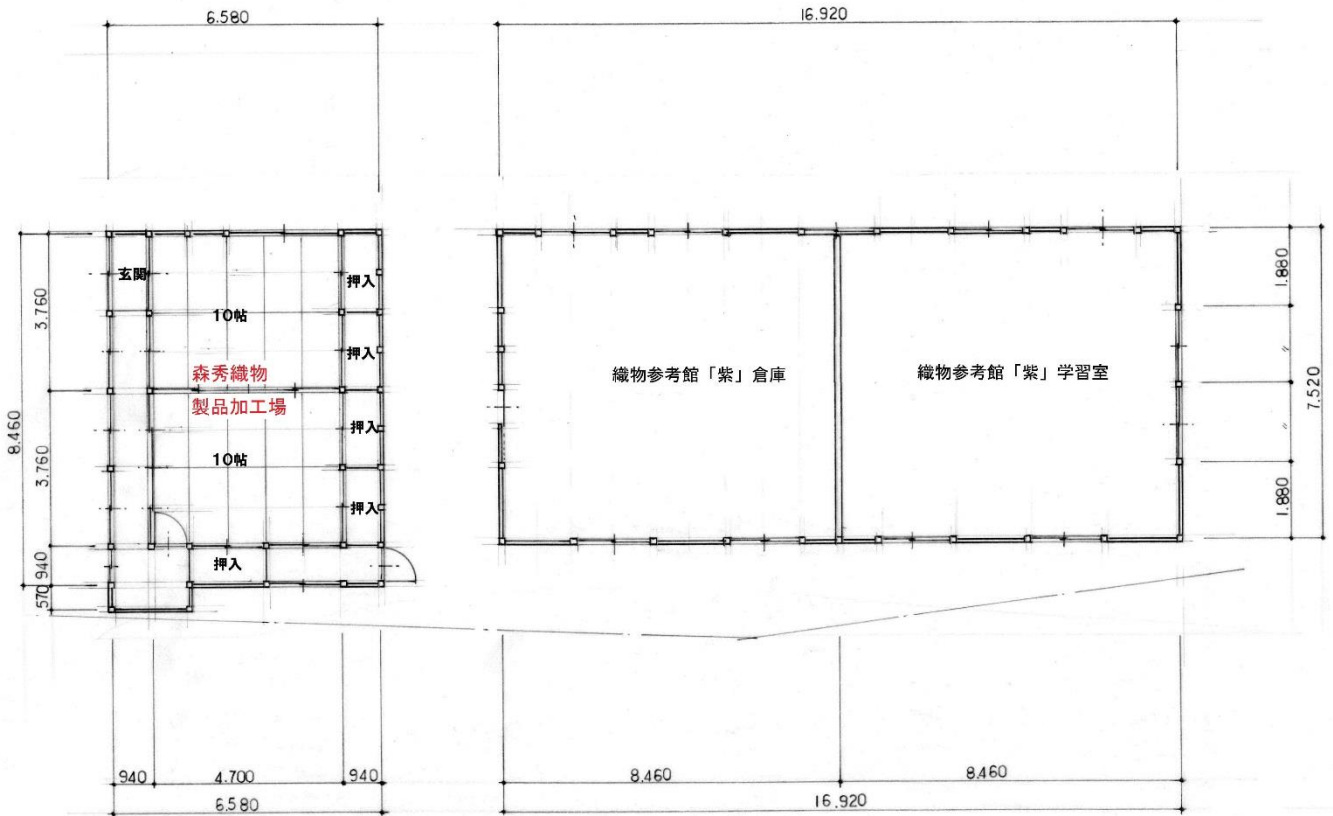 6.580
16.920
玄関
押入
10帖
押入
森秀織物
製品加工場
押入
10帖
押入
押入
織物参考館「紫」倉庫
織物参考館「紫」学習室
3.760
3.760
8.460
940
570
1.880
〃
〃
1.880
7.520
940
4.700
940
6.580
8.460
8.460
16.920